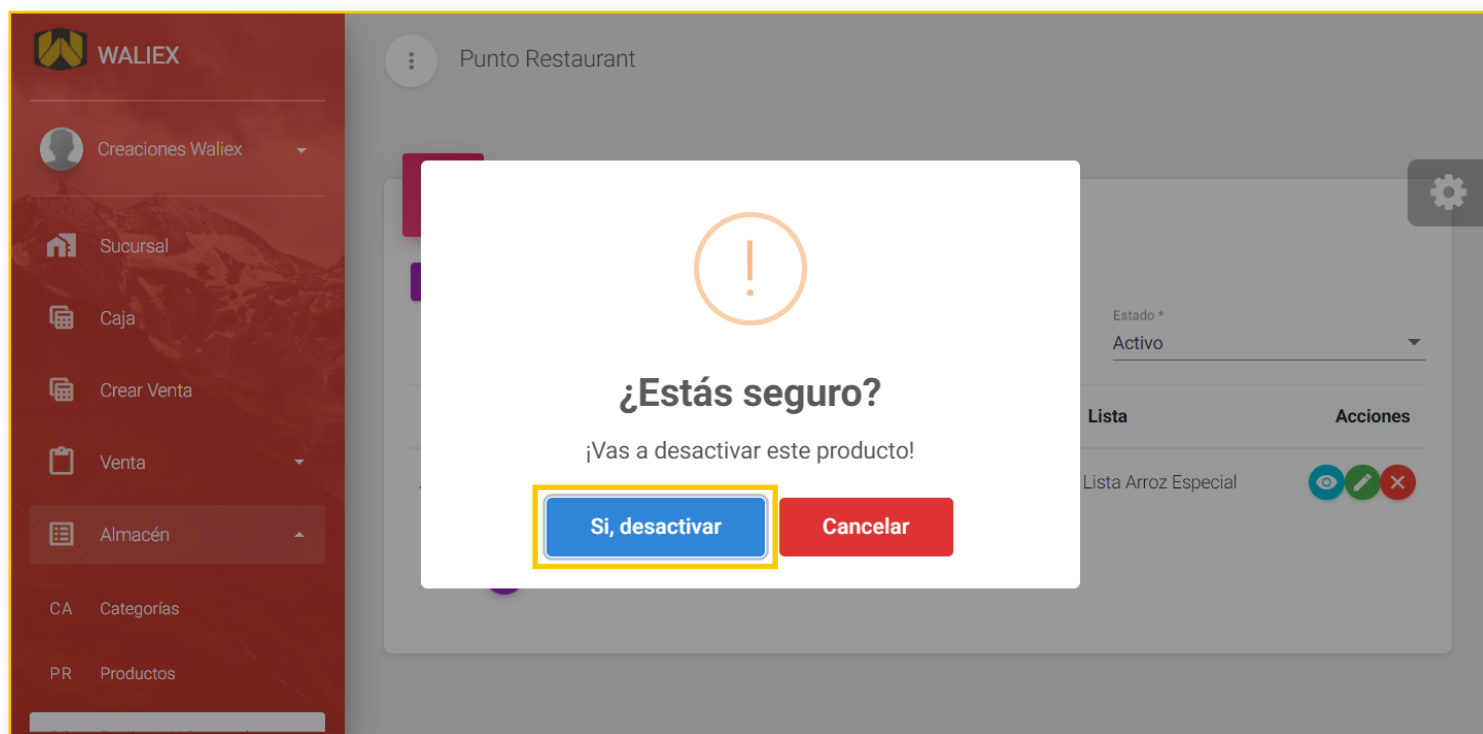 WALIEX
Punto Restaurant
Creaciones Waliex
Sucursal
Caja
Crear Venta
Venta
Almacén
CA Categorías
PR Productos
Estado *
Activo
Lista
Acciones
Lista Arroz Especial
!
¿Estás seguro?
¡Vas a desactivar este producto!
Si, desactivar
Cancelar